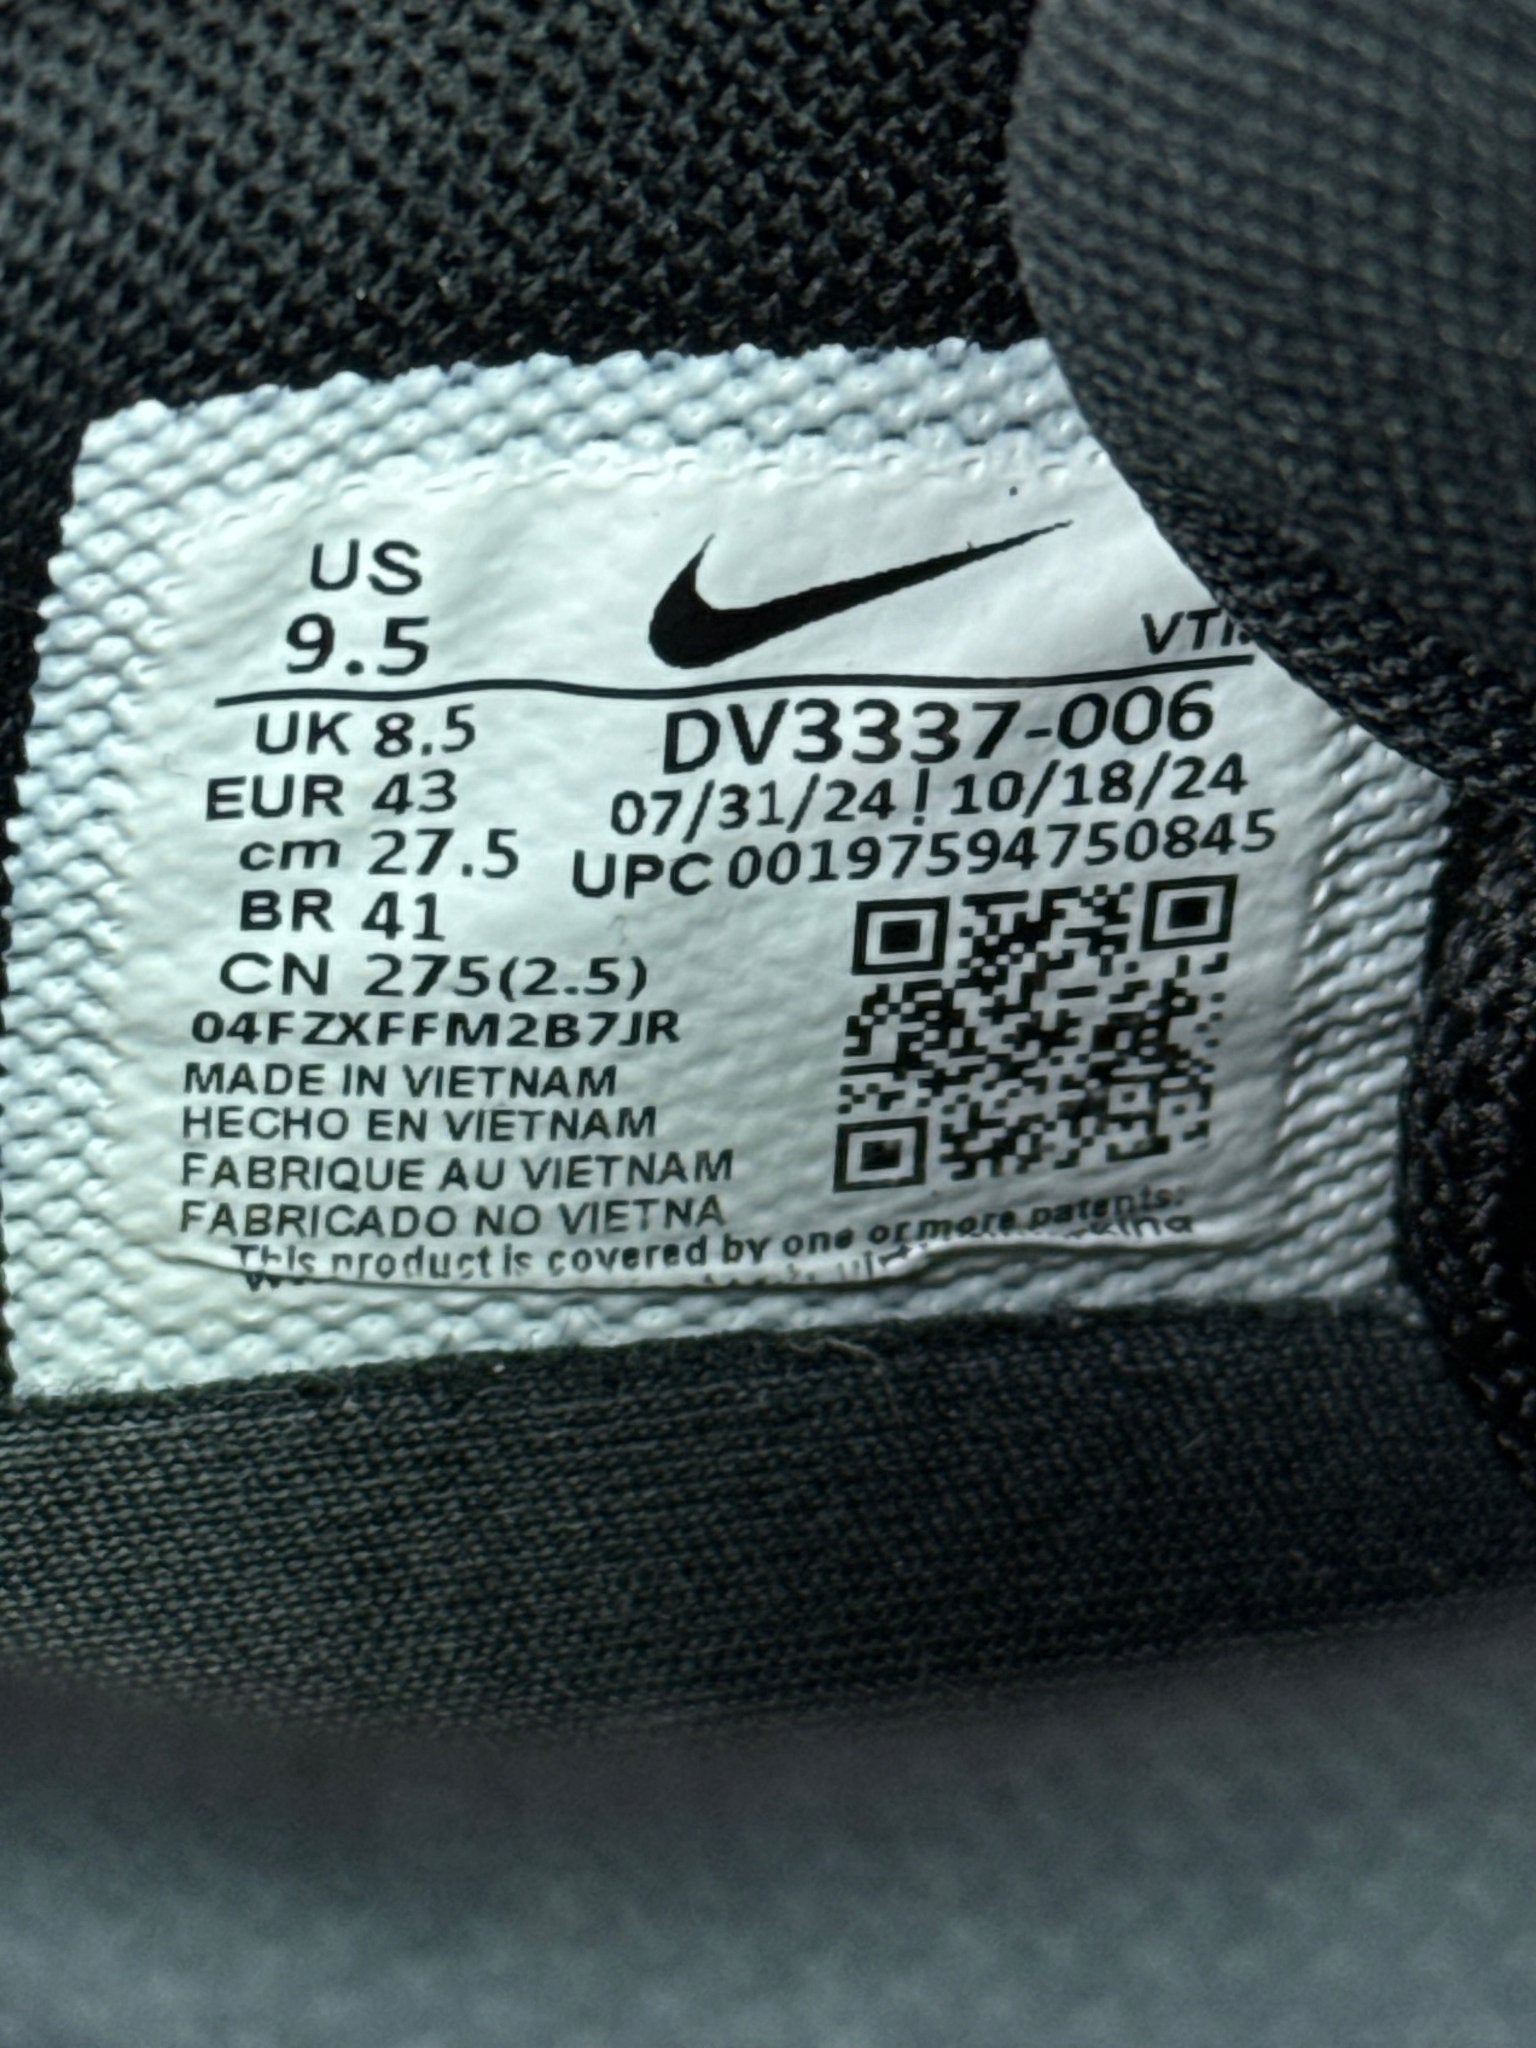 US
9.5
UK 8.5
EUR 43
cm 27.5
BR 41
CN 275(2.5)
04FZXFFM2B7JR
MADE IN VIETNAM
HECHO EN VIETNAM
FABRIQUE AU VIETNAM
FABRICADO NO VIETNA
DV3337-006
07/31/24 ! 10/18/24
UPC 00197594750845
This product is covered by one or more patents: